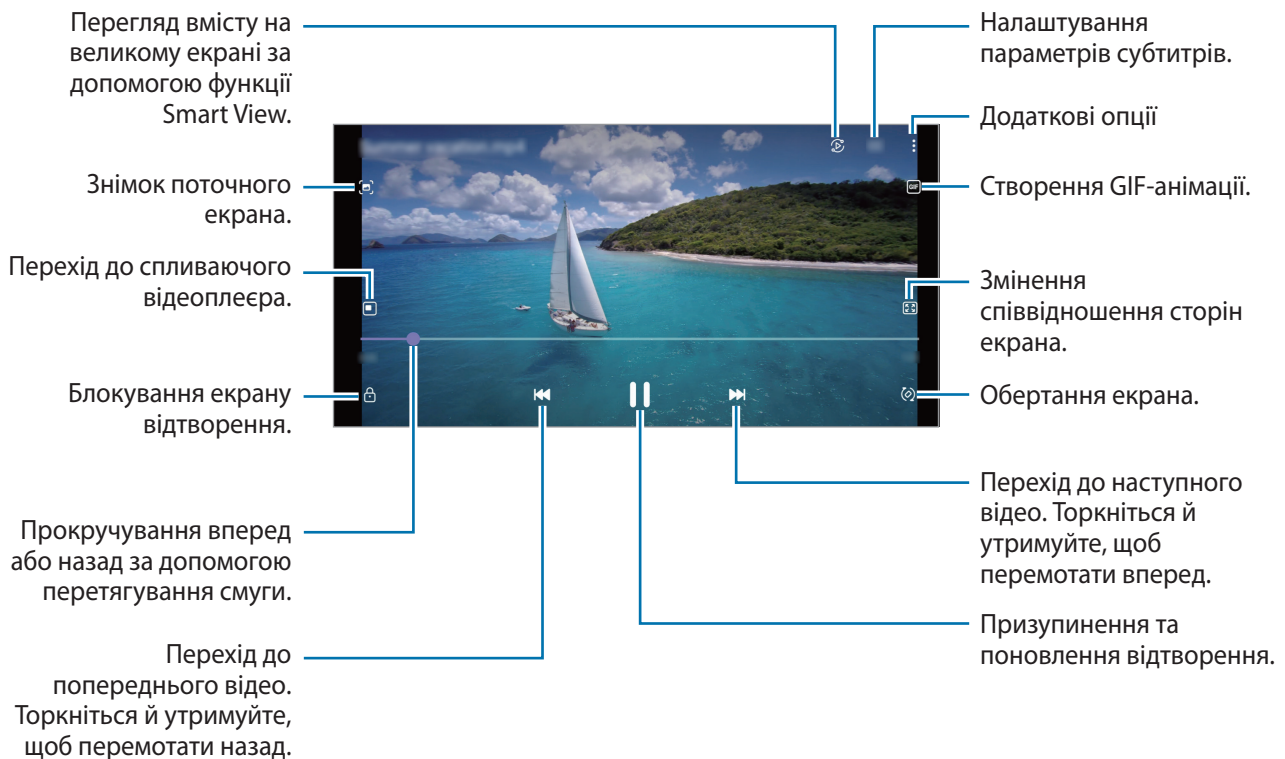 Перегляд вмісту на
великому екрані за
допомогою функції
Smart View.
Знімок поточного
екрана.
Перехід до спливаючого
відеоплеєра.
Блокування екрану
відтворення.
Прокручування вперед
або назад за допомогою
перетягування смуги.
Перехід до
попереднього відео.
Торкніться й утримуйте,
щоб перемотати назад.
Налаштування
параметрів субтитрів.
Додаткові опції
GIF
Створення GIF-анімації.
Змінення
співвідношення сторін
екрана.
Обертання екрана.
Перехід до наступного
відео. Торкніться й
утримуйте, щоб
перемотати вперед.
Призупинення та
поновлення відтворення.